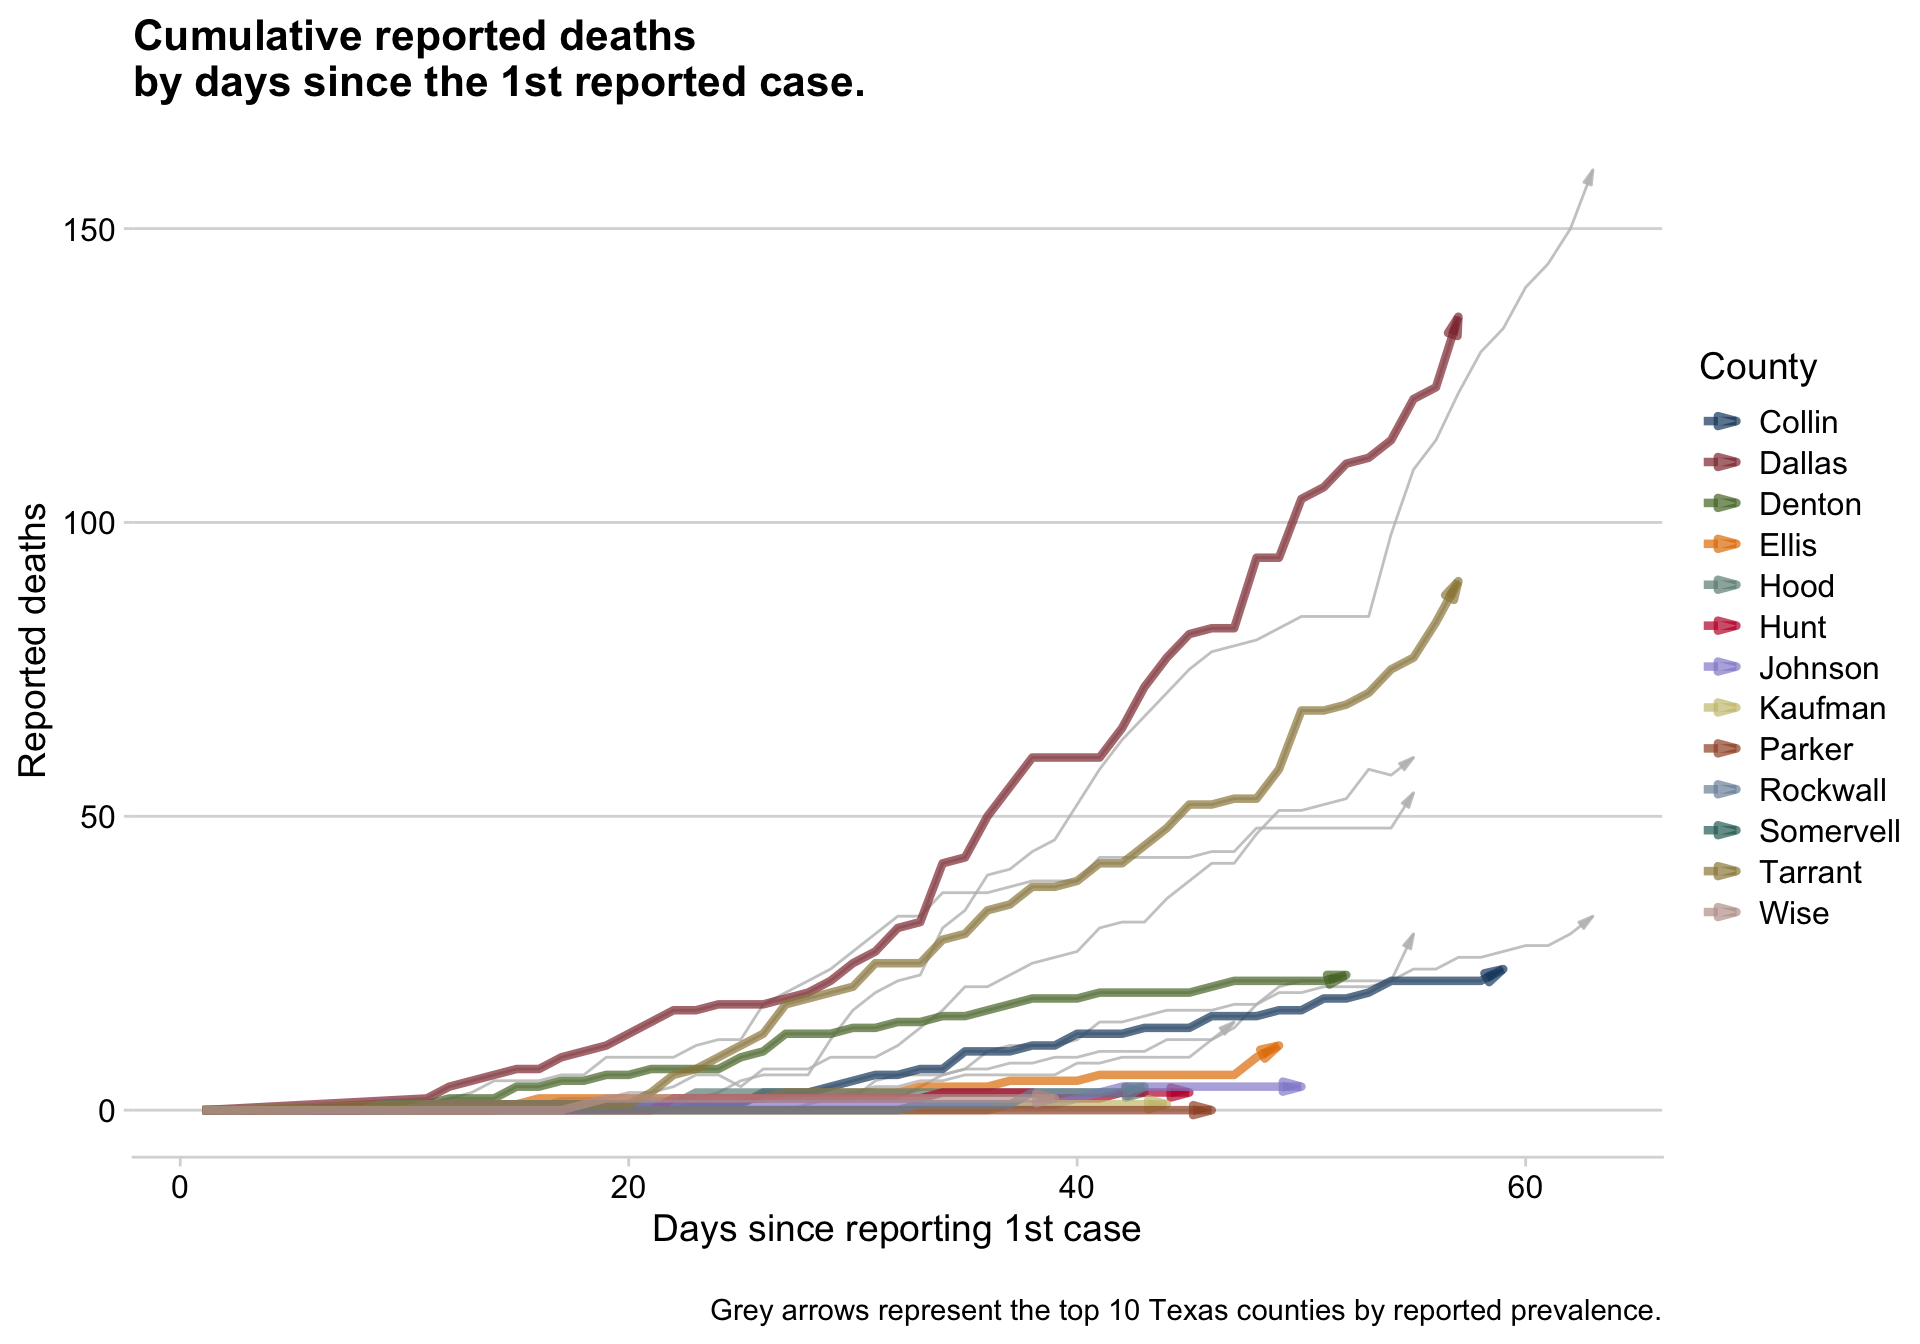 Cumulative reported deaths
by days since the 1st reported case.
Reported deaths
150
100
50
0
0
20
40
60
Days since reporting 1st case
County
Collin
Dallas
Denton
Ellis
Hood
Hunt
Johnson
Kaufman
Parker
Rockwall
Somervell
Tarrant
Wise
Grey arrows represent the top 10 Texas counties by reported prevalence.